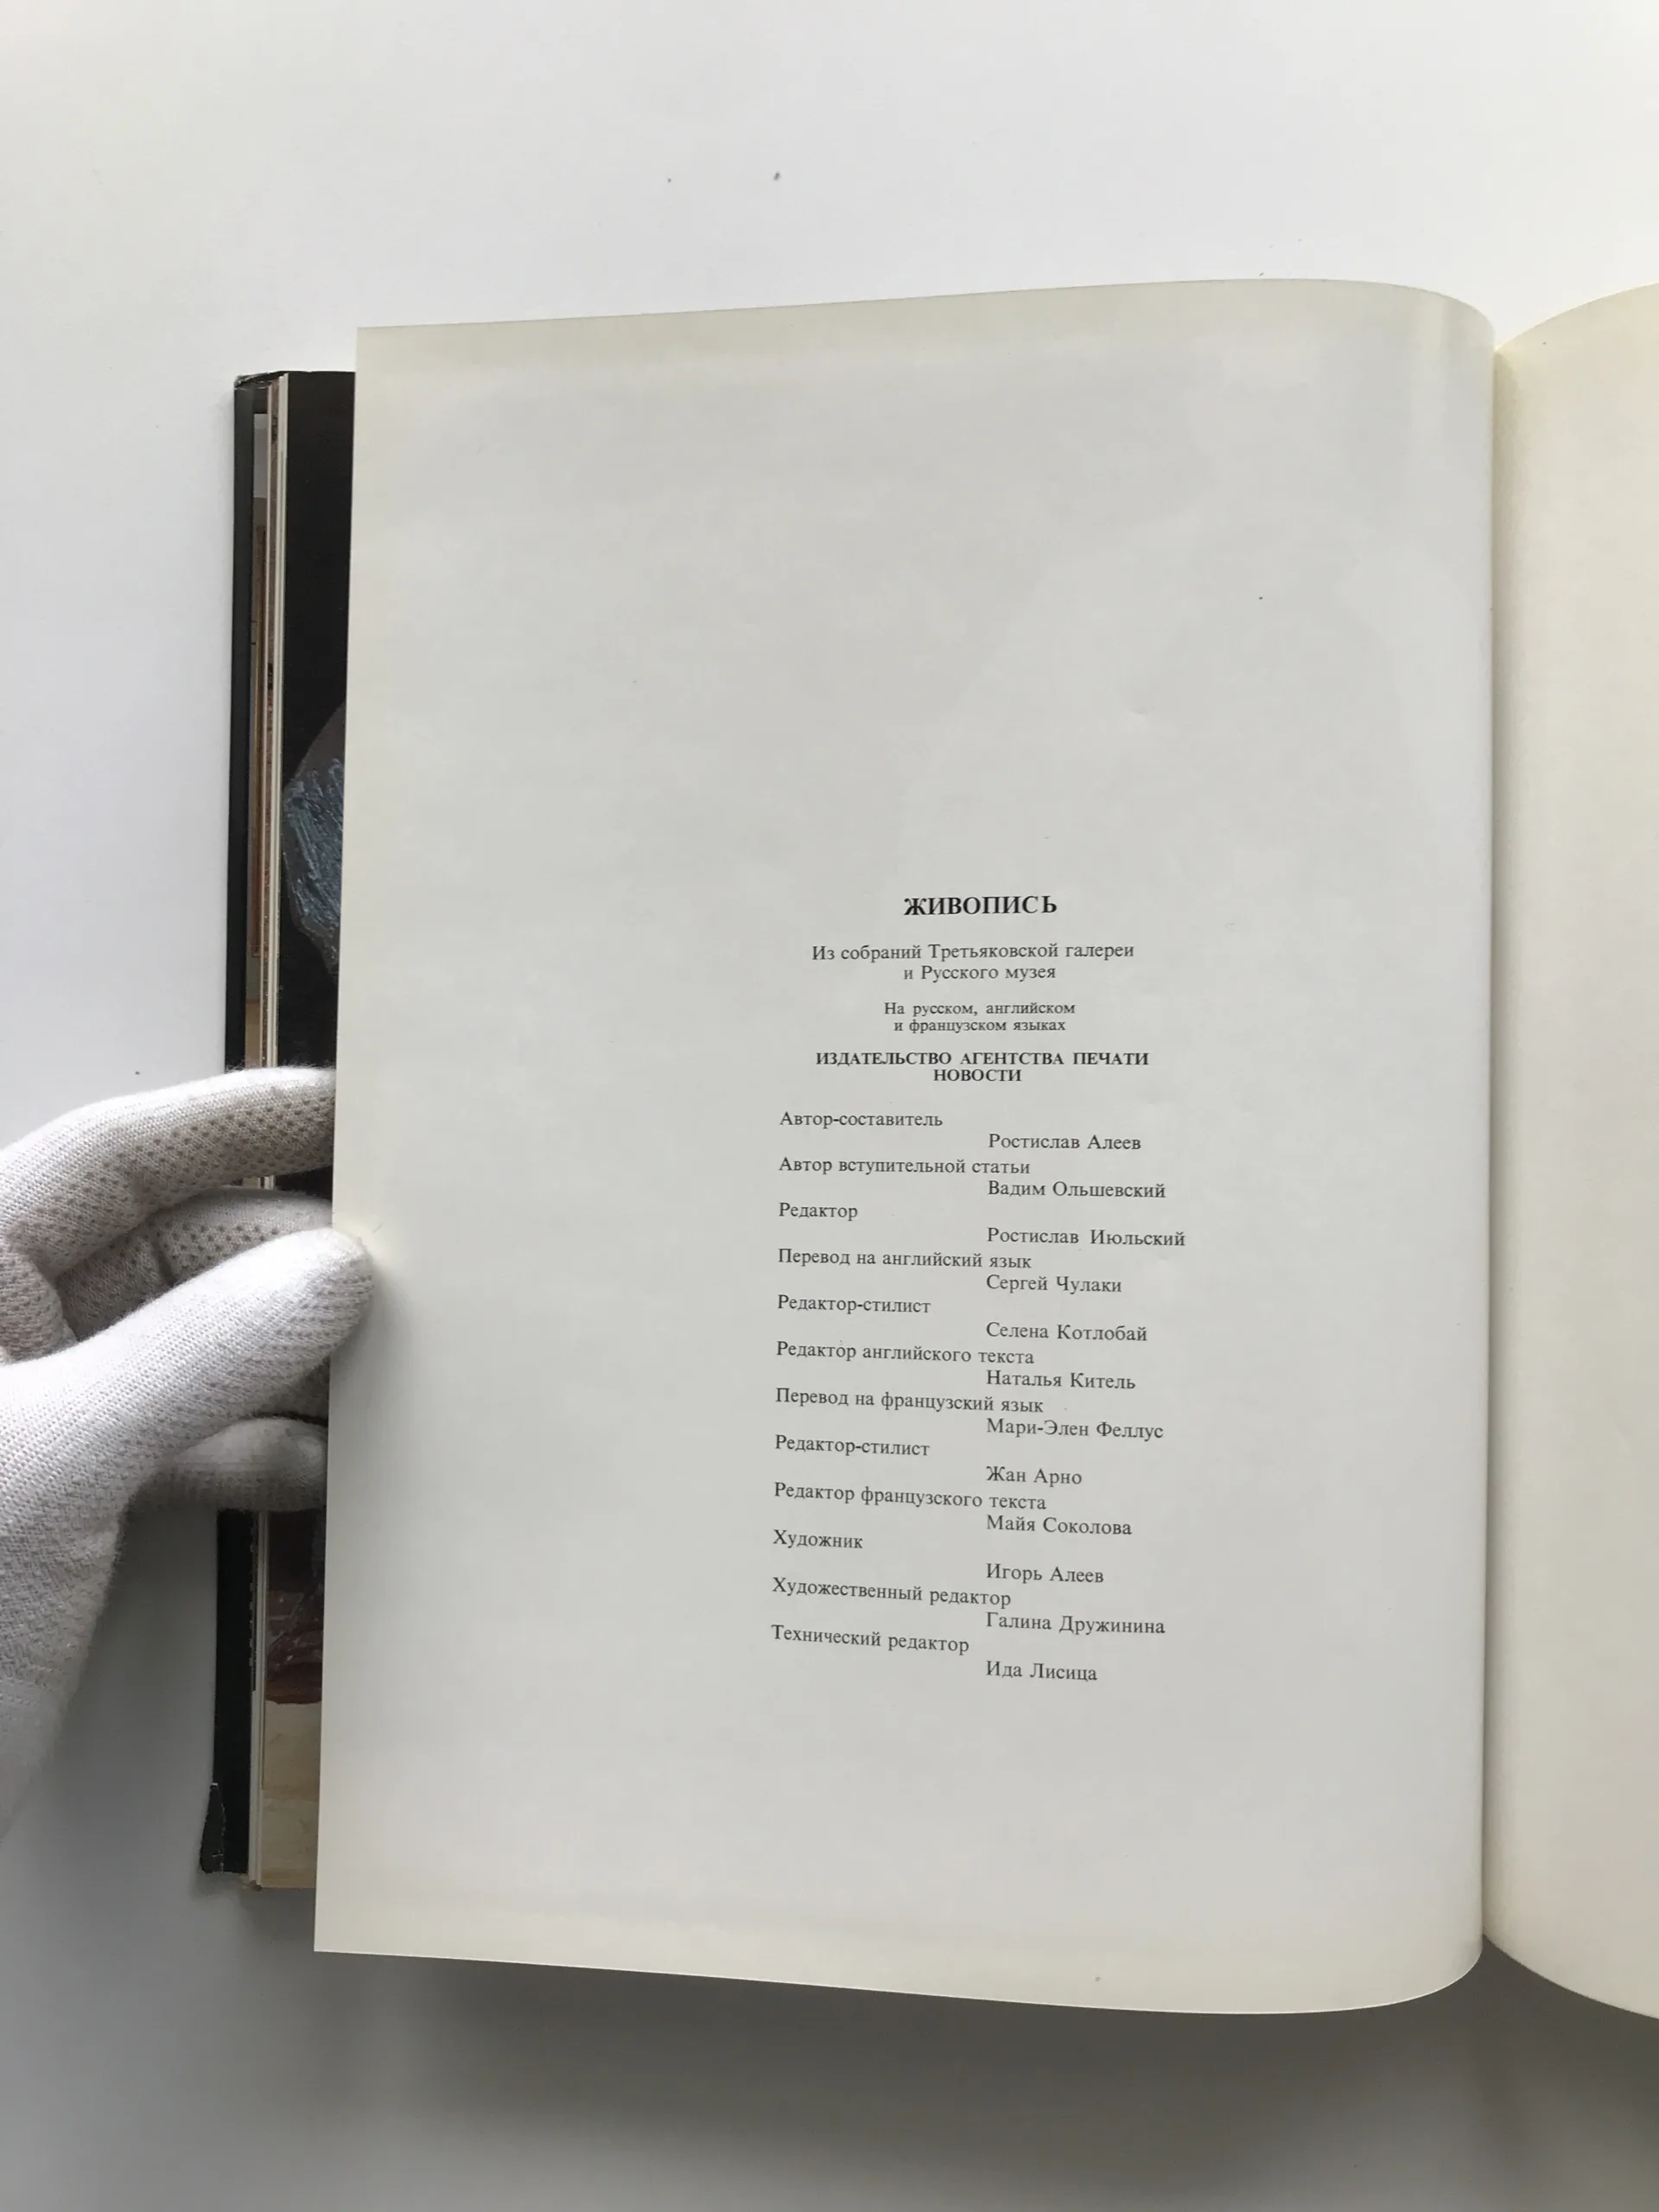 ЖИВОПИСЬ
Из собраний Третьяковской галереи
и Русского музея
На русском, английском
и французском языках
ИЗДАТЕЛЬСТВО АГЕНТСТВА ПЕЧАТИ
НОВОСТИ
Автор-составитель
Ростислав Алеев
Автор вступительной статьи
Вадим Ольшевский
Редактор
Ростислав Июльский
Перевод на английский язык
Сергей Чулаки
Редактор-стилист
Селена Котлобай
Редактор английского текста
Наталья Китель
Перевод на французский язык
Мари-Элен Феллус
Редактор-стилист
Жан Арно
Редактор французского текста
Майя Соколова
Художник
Игорь Алеев
Художественный редактор
Галина Дружинина
Технический редактор
Ида Лисица